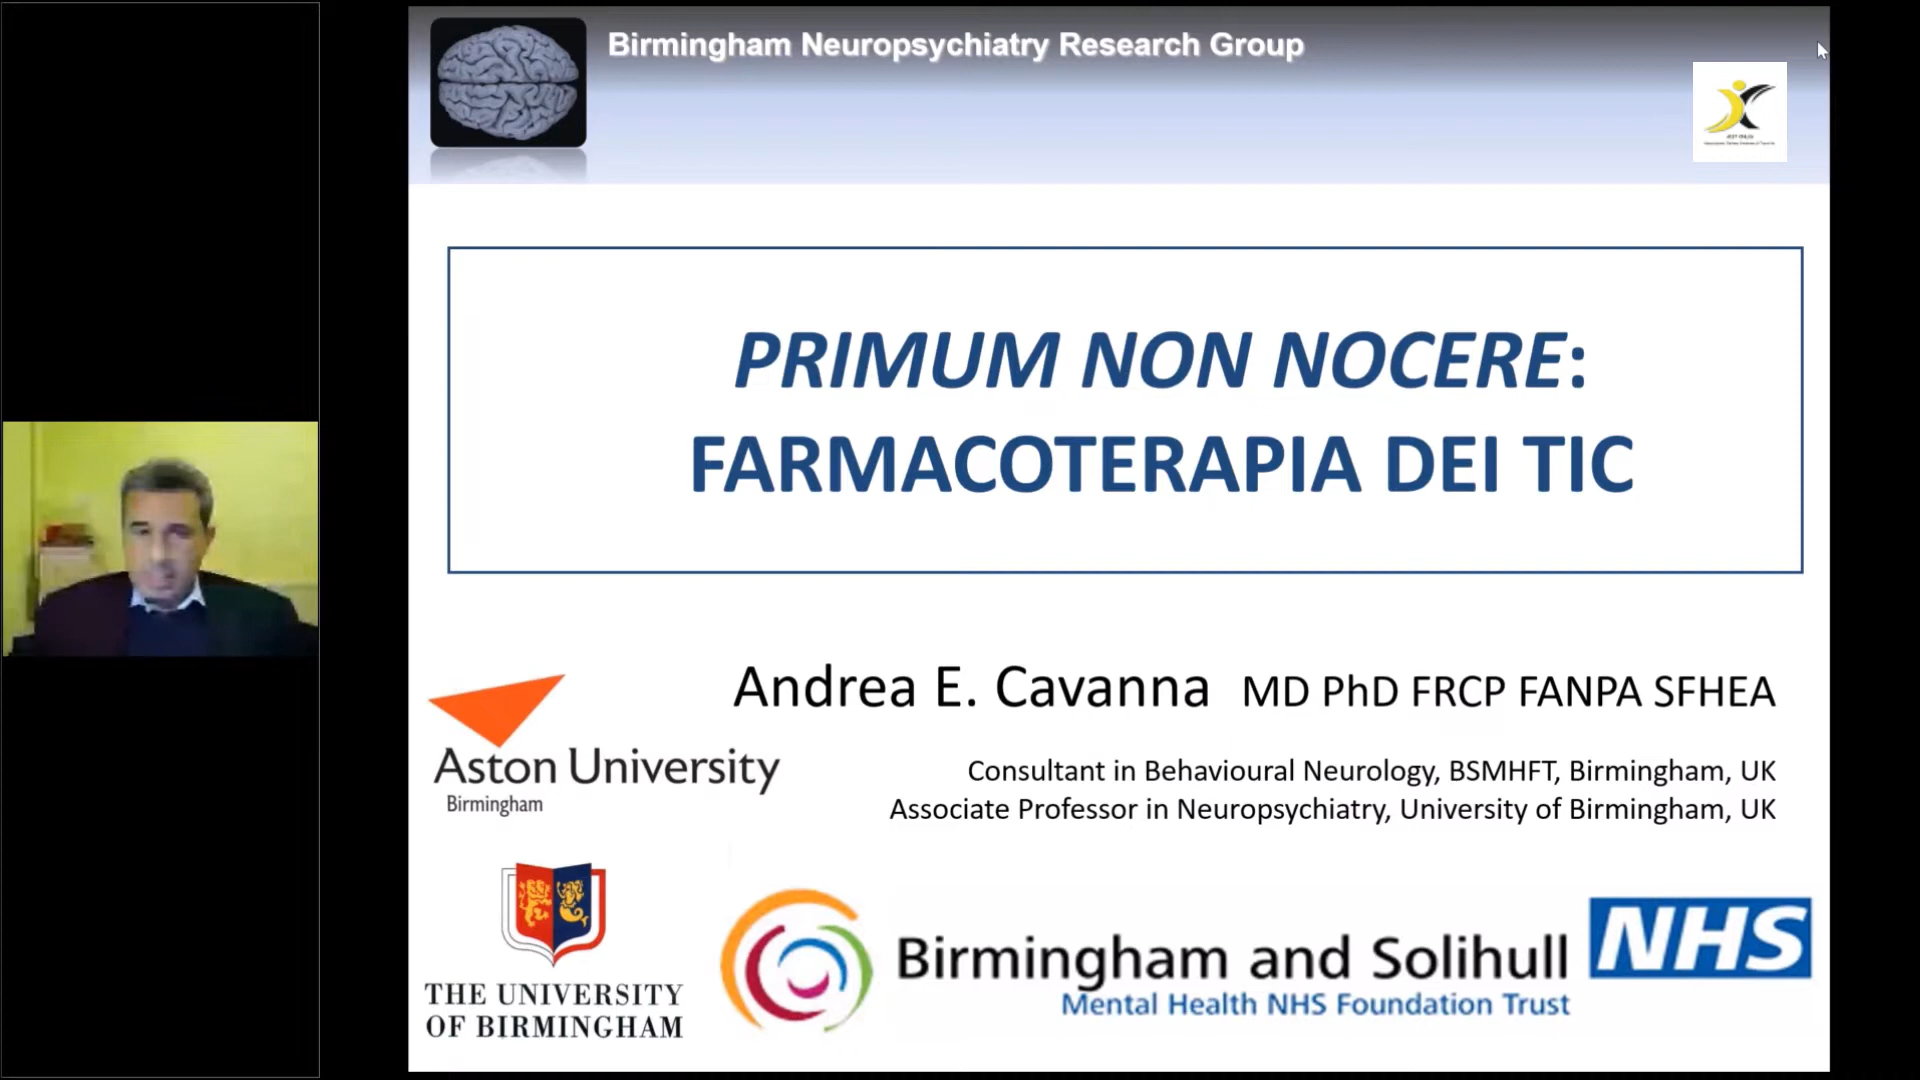 Birmingham Neuropsychiatry Research Group
PRIMUM NON NOCERE:
FARMACOTERAPIA DEI TIC
Andrea E. Cavanna MD PhD FRCP FANPA SFHEA
Consultant in Behavioural Neurology, BSMHFT, Birmingham, UK
Associate Professor in Neuropsychiatry, University of Birmingham, UK
Aston University
Birmingham
THE UNIVERSITY
OF BIRMINGHAM
Birmingham and Solihull
Mental Health NHS Foundation Trust
NHS